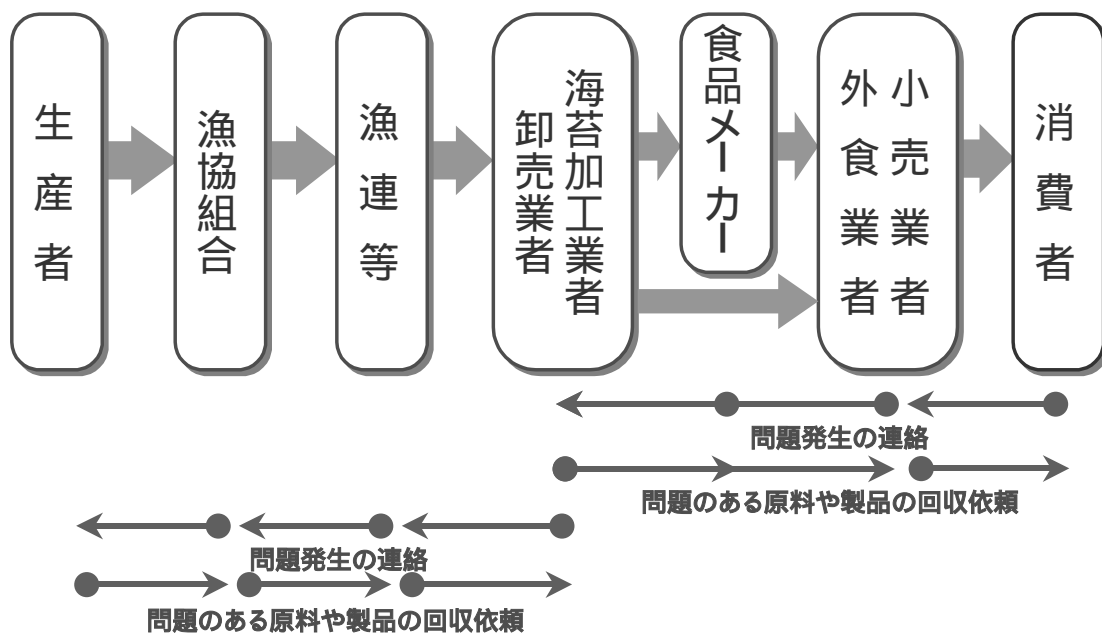 生産者
漁協組合
漁連等
海苔加工業者
卸売業者
食品メーカー
小売業者
外食業者
消費者
問題発生の連絡
問題のある原料や製品の回収依頼
問題発生の連絡
問題のある原料や製品の回収依頼